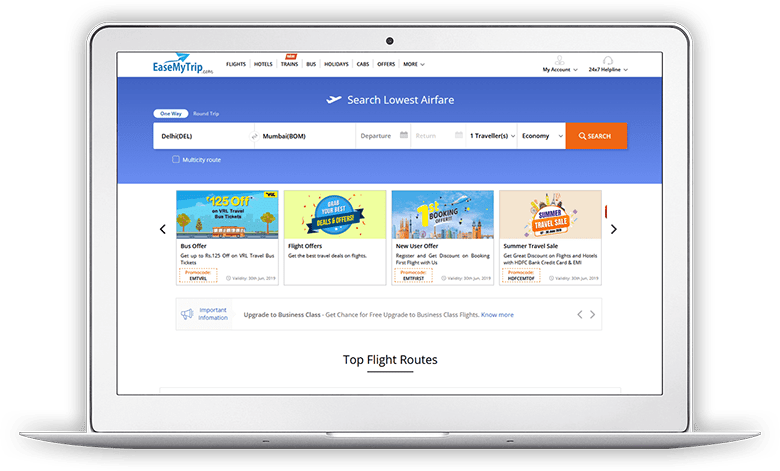 EaseMyTrip
.com
FLIGHTS HOTELS TRAINS BUS HOLIDAYS CABS OFFERS MORE
NEW
My Account 24x7 Helpline
Search Lowest Airfare
One Way Round Trip
Delhi(DEL) Mumbai(BOM) Departure Return 1 Traveller(s) Economy SEARCH
Multicity route
₹125 Off
on VRL Travel
Bus Tickets
VRL
Bus Offer
Get up to Rs.125 Off on VRL Travel Bus
Tickets
Promocode:
EMTVRL
Validity: 30th Jun, 2019
GRAB
YOUR BEST
DEALS & OFFERS!
Flight Offers
Get the best travel deals on flights.
1st
BOOKING
OFFER!!!
New User Offer
Register and Get Discount on Booking
First Flight with Us
Promocode:
EMTFIRST
Validity: 30th Jun, 2019
SUMMER
TRAVEL SALE
Summer Travel Sale
Get Great Discount on Flights and Hotels
with HDFC Bank Credit Card & EMI
Promocode:
HDFCEMTDF
Validity: 30th Jun, 2019
Important
Infomation
Upgrade to Business Class - Get Chance for Free Upgrade to Business Class Flights. Know more
Top Flight Routes